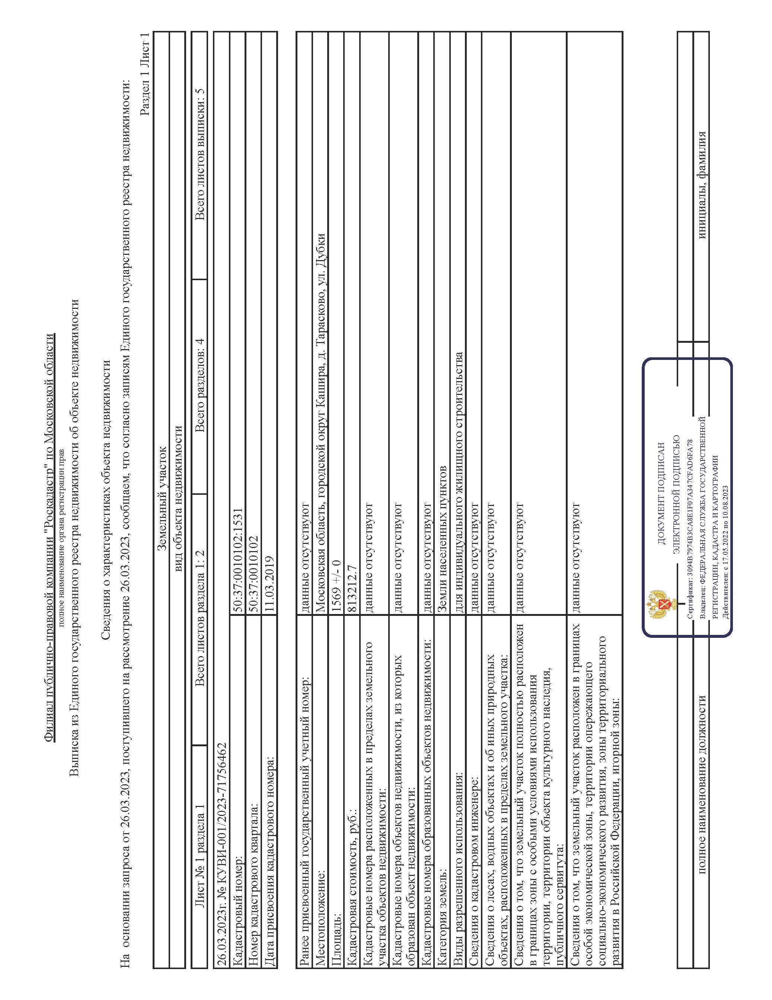 Филиал публично-правовой компании "Роскадастр" по Московской области
полное наименование органа регистрации прав
Выписка из Единого государственного реестра недвижимости об объекте недвижимости
Сведения о характеристиках объекта недвижимости
На основании запроса от 26.03.2023, поступившего на рассмотрение 26.03.2023, сообщаем, что согласно записям Единого государственного реестра недвижимости:
Раздел 1 Лист 1
Земельный участок
вид объекта недвижимости
Лист № 1 раздела 1 Всего листов раздела 1: 2 Всего разделов: 4 Всего листов выписки: 5
26.03.2023г. № КУВИ-001/2023-71756462
Кадастровый номер: 50:37:0010102:1531
Номер кадастрового квартала: 50:37:0010102
Дата присвоения кадастрового номера: 11.03.2019
Ранее присвоенный государственный учетный номер: данные отсутствуют
Местоположение: Московская область, городской округ Кашира, д. Тарасково, ул. Дубки
Площадь: 1569 +/- 0
Кадастровая стоимость, руб.: 813212.7
Кадастровые номера расположенных в пределах земельного данные отсутствуют
участка объектов недвижимости:
Кадастровые номера объектов недвижимости, из которых данные отсутствуют
образован объект недвижимости:
Кадастровые номера образованных объектов недвижимости: данные отсутствуют
Категория земель: Земли населенных пунктов
Виды разрешенного использования: для индивидуального жилищного строительства
Сведения о кадастровом инженере: данные отсутствуют
Сведения о лесах, водных объектах и об иных природных данные отсутствуют
объектах, расположенных в пределах земельного участка:
Сведения о том, что земельный участок полностью расположен данные отсутствуют
в границах зоны с особыми условиями использования
территории, территории объекта культурного наследия,
публичного сервитута:
Сведения о том, что земельный участок расположен в границах данные отсутствуют
особой экономической зоны, территории опережающего
социально-экономического развития, зоны территориального
развития в Российской Федерации, игорной зоны:
ДОКУМЕНТ ПОДПИСАН
ЭЛЕКТРОННОЙ ПОДПИСЬЮ
Сертификат: 3094B7974B3CA8E1F07A347CFAD6FA78
Владелец: ФЕДЕРАЛЬНАЯ СЛУЖБА ГОСУДАРСТВЕННОЙ
РЕГИСТРАЦИИ, КАДАСТРА И КАРТОГРАФИИ
Действителен: с 17.05.2022 по 10.08.2023
полное наименование должности инициалы, фамилия